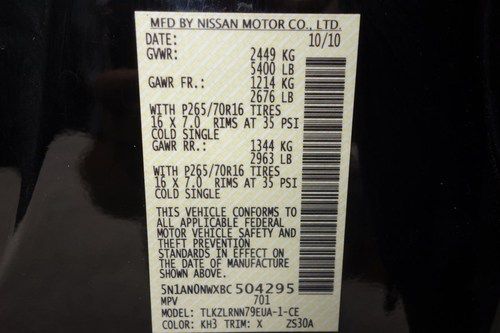 MFD BY NISSAN MOTOR CO., LTD.
DATE: 10/10
GVWR: 2449 KG
5400 LB
GAWR FR.: 1214 KG
2676 LB
WITH P265/70R16 TIRES
16 X 7.0 RIMS AT 35 PSI
COLD SINGLE
GAWR RR.: 1344 KG
2963 LB
WITH P265/70R16 TIRES
16 X 7.0 RIMS AT 35 PSI
COLD SINGLE
THIS VEHICLE CONFORMS TO
ALL APPLICABLE FEDERAL
MOTOR VEHICLE SAFETY AND
THEFT PREVENTION
STANDARDS IN EFFECT ON
THE DATE OF MFR. SHOWN ABOVE.
5N1AN0NWXBC 504295
MPV 701
MODEL: TLKZLRNN79EUA-1-CE
COLOR: KH3 TRIM: X ZS30A